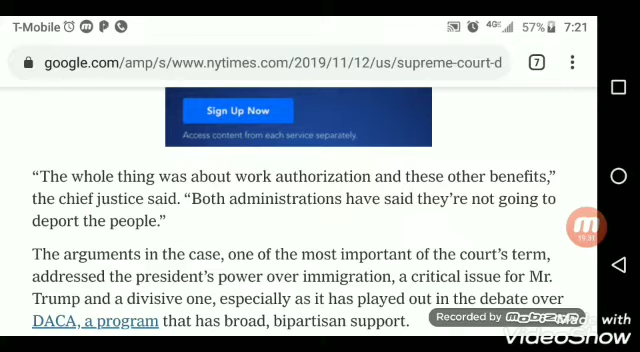 T-Mobile 4G 57% 7:21
google.com/amp/s/www.nytimes.com/2019/11/12/us/supreme-court-d 7
Sign Up Now
Access content from each service separately.
“The whole thing was about work authorization and these other benefits,”
the chief justice said. “Both administrations have said they’re not going to
deport the people.”
The arguments in the case, one of the most important of the court’s term,
addressed the president’s power over immigration, a critical issue for Mr.
Trump and a divisive one, especially as it has played out in the debate over
DACA, a program that has broad, bipartisan support.
19:31
Recorded by
Made with
VideoShow